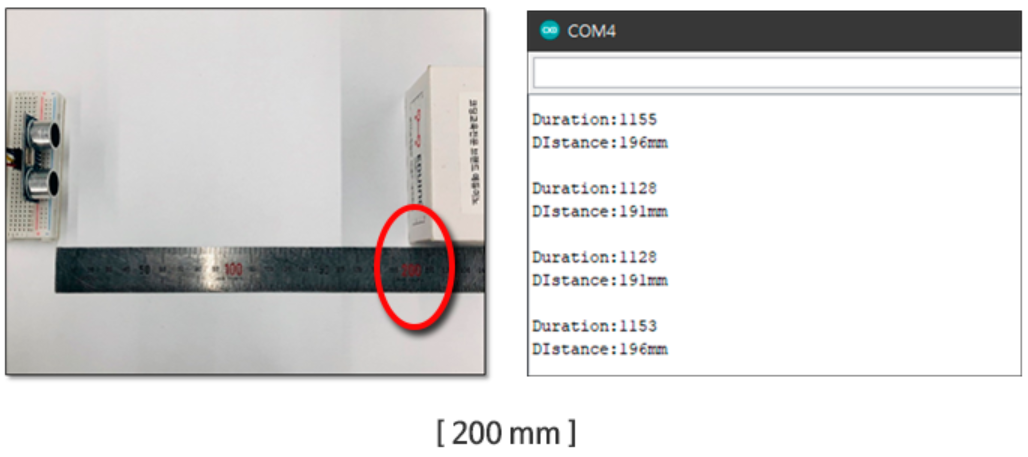 COM4
Duration:1155
DIstance:196mm
Duration:1128
DIstance:191mm
Duration:1128
DIstance:191mm
Duration:1153
DIstance:196mm
50
100
[ 200 mm ]